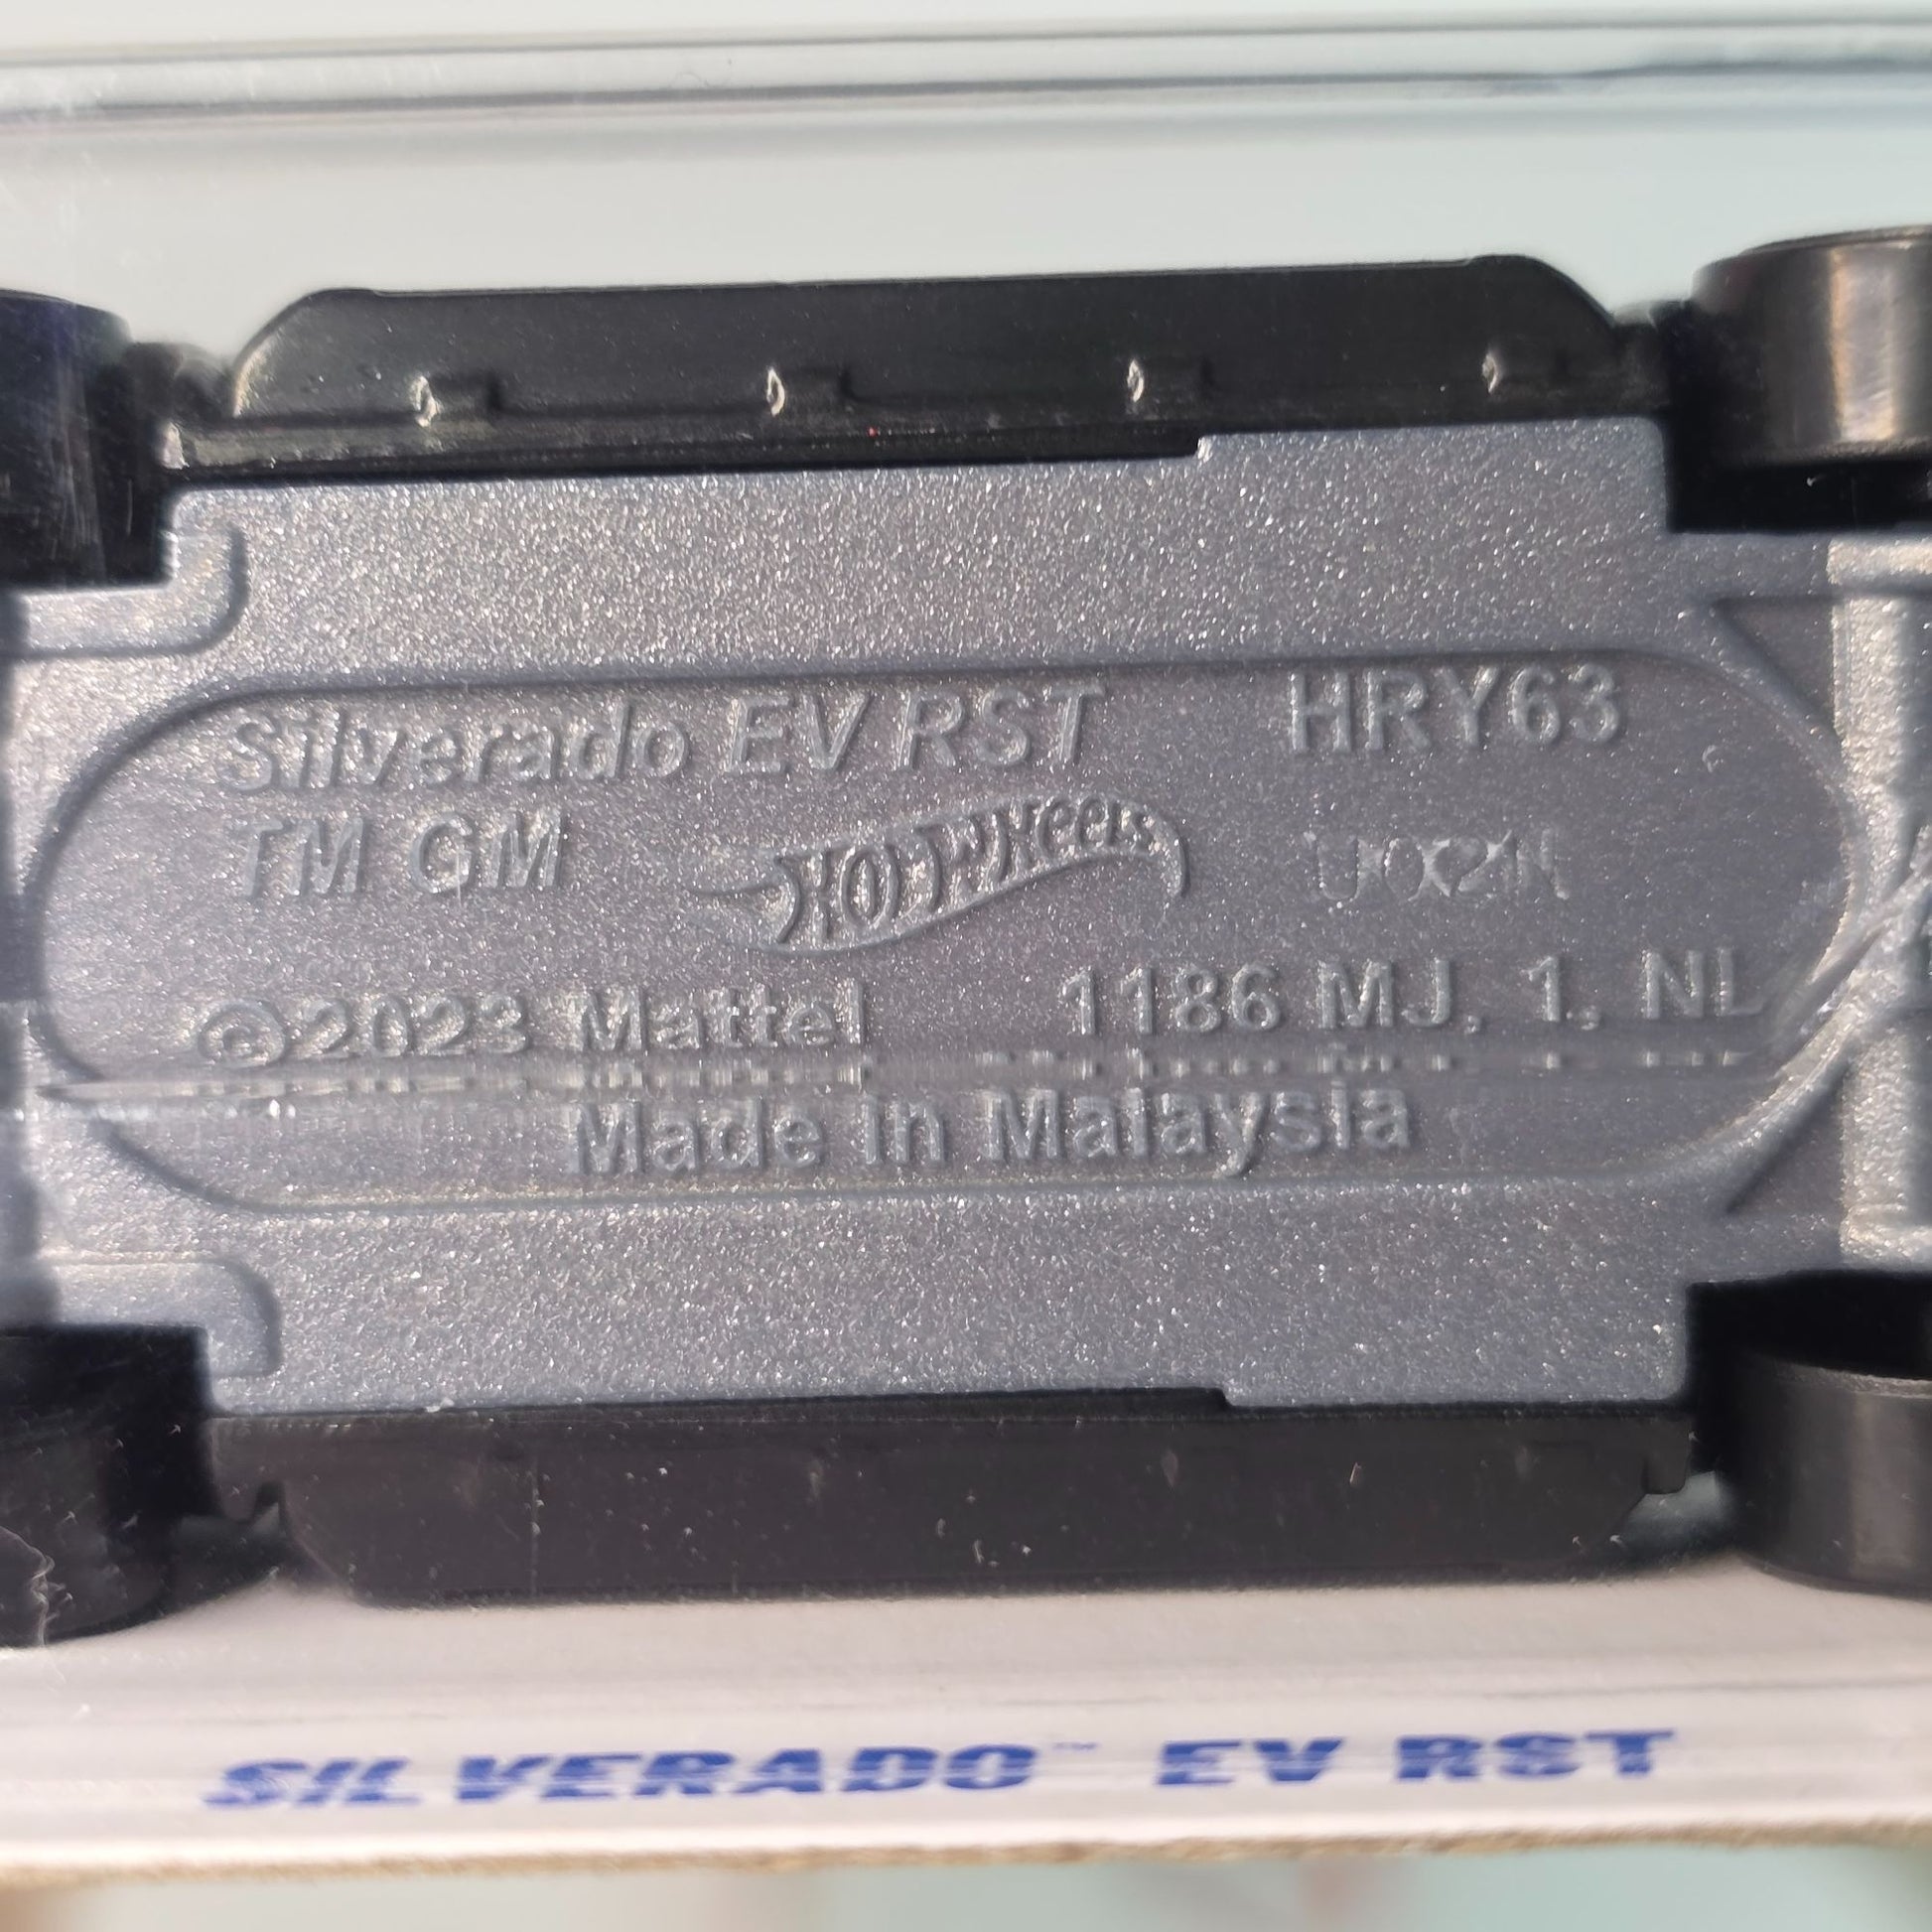 Silverado EV RST HRY63
TM GM Hot Wheels
©2023 Mattel 1186 MJ, 1, NL
Made in Malaysia
SILVERADO™ EV RST